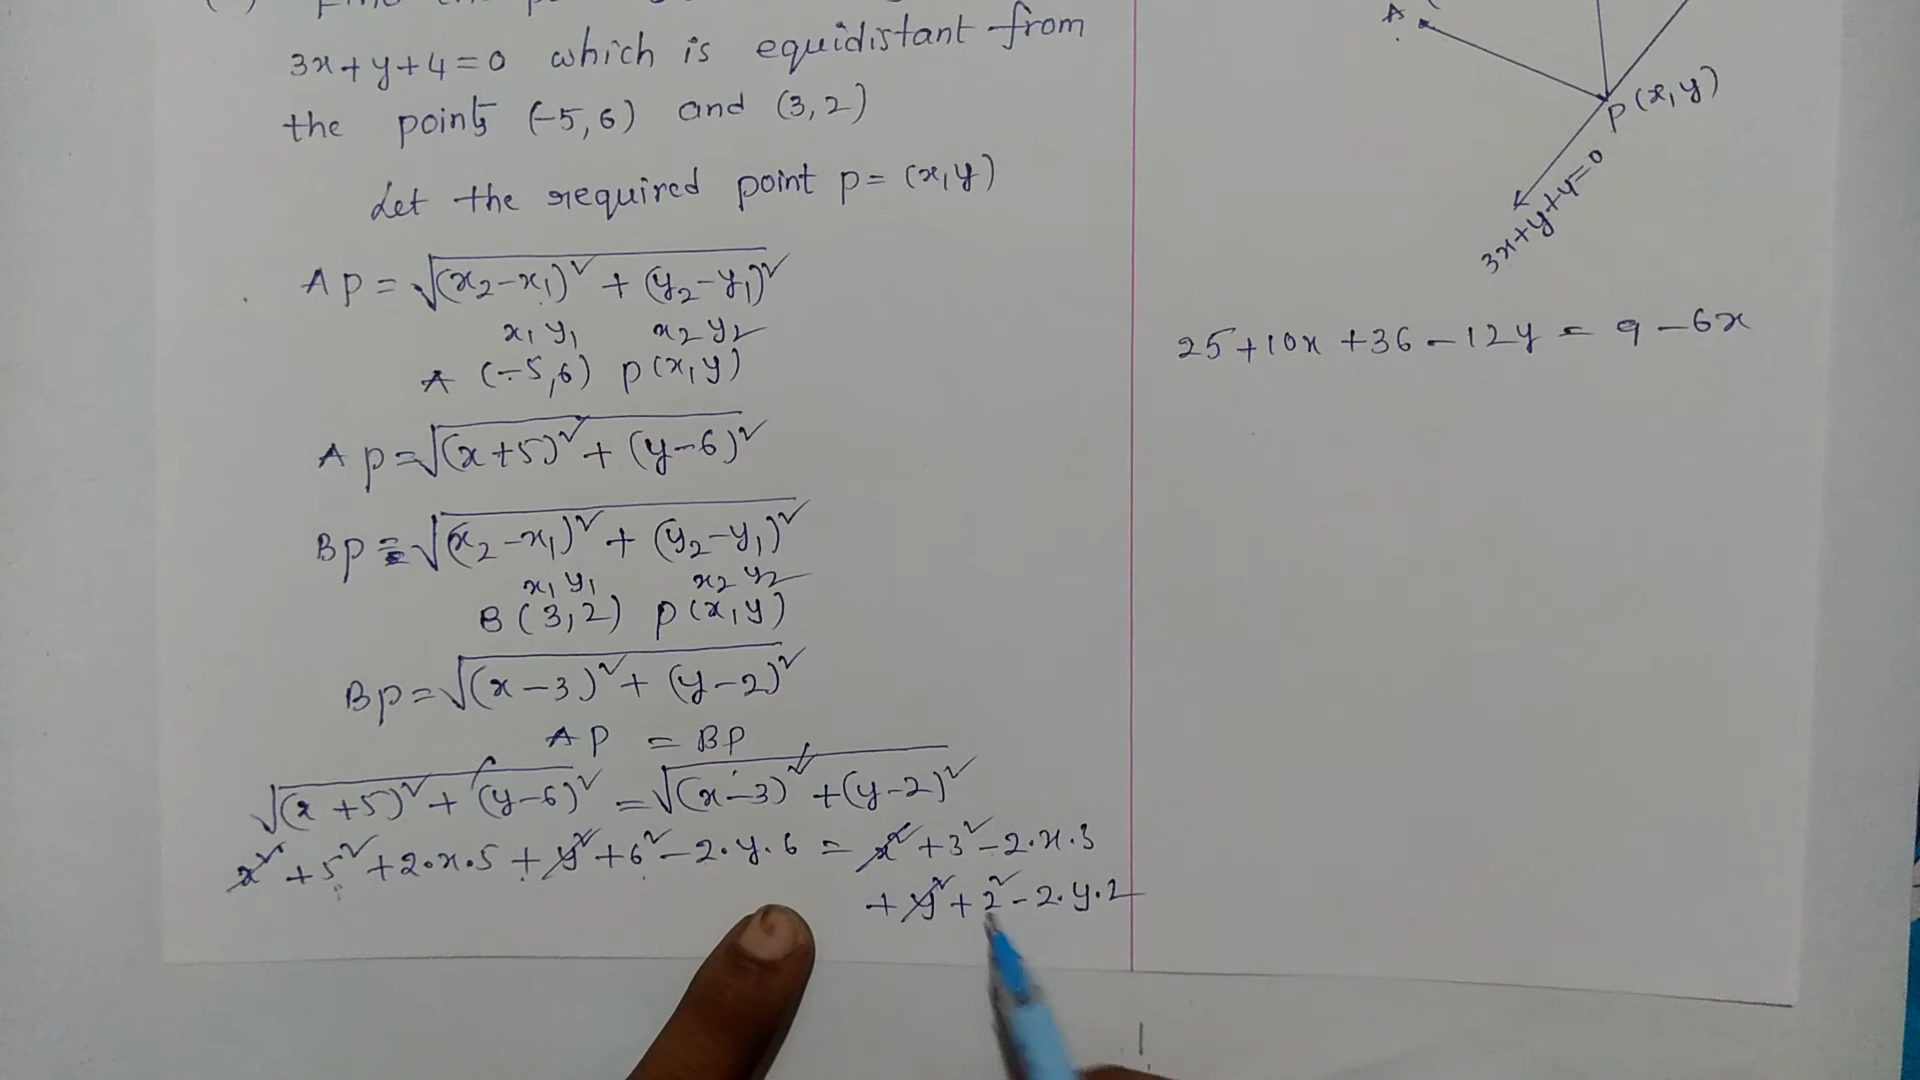 3x+y+4=0 which is equidistant from
the points (-5,6) and (3,2)
Let the required point p= (x,y)
Ap = √(x₂-x₁)² + (y₂-y₁)²
x₁ y₁ x₂ y₂
A (-5,6) p(x,y)
Ap=√(x+5)² + (y-6)²
Bp = √(x₂-x₁)² + (y₂-y₁)²
x₁ y₁ x₂ y₂
B (3,2) p(x,y)
Bp=√(x-3)² + (y-2)²
AP = BP
√(x+5)² + (y-6)² = √(x-3)² +(y-2)²
x² + 5² + 2·x·5 + y² + 6² - 2·y·6 = x² + 3² - 2·x·3
+ y² + 2² - 2·y·2
A
p(x,y)
3x+y+4=0
25+10x+36-12y = 9-6x